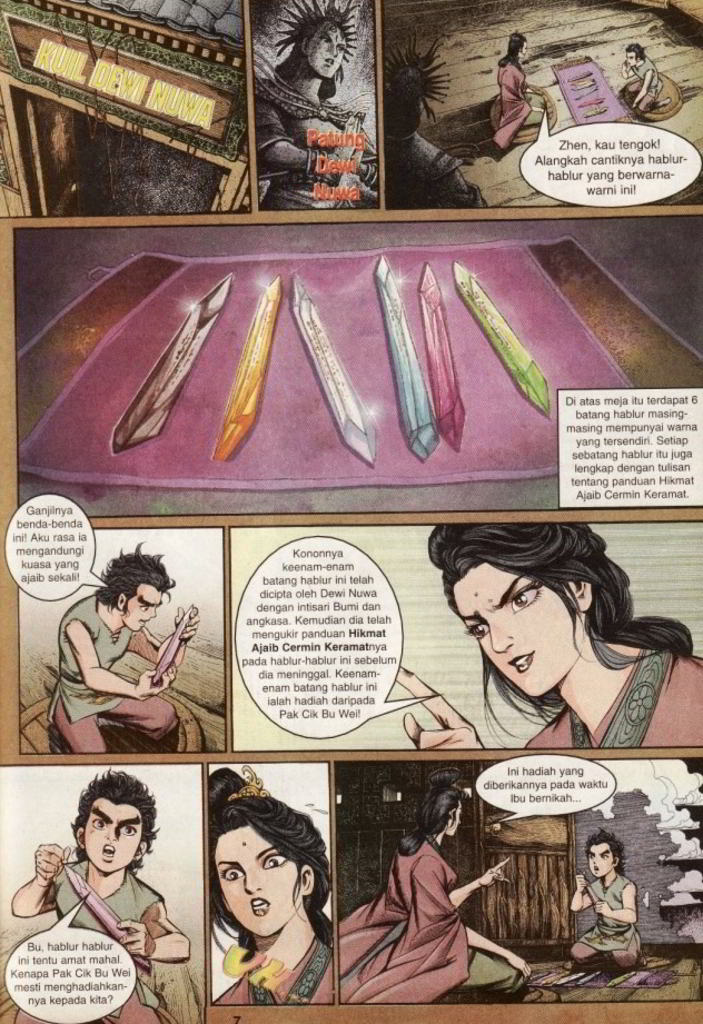 KUIL DEWI NUWA
Patung
Dewi
Nuwa
Zhen, kau tengok!
Alangkah cantiknya hablur-
hablur yang berwarna-
warni ini!
Di atas meja itu terdapat 6
batang hablur masing-
masing mempunyai warna
yang tersendiri. Setiap
sebatang hablur itu juga
lengkap dengan tulisan
tentang panduan Hikmat
Ajaib Cermin Keramat.
Ganjilnya
benda-benda
ini! Aku rasa ia
mengandungi
kuasa yang
ajaib sekali!
Kononnya
keenam-enam
batang hablur ini telah
dicipta oleh Dewi Nuwa
dengan intisari Bumi dan
angkasa. Kemudian dia telah
mengukir panduan Hikmat
Ajaib Cermin Keramatnya
pada hablur-hablur ini sebelum
dia meninggal. Keenam-
enam batang hablur ini
ialah hadiah daripada
Pak Cik Bu Wei!
Bu, hablur hablur
ini tentu amat mahal.
Kenapa Pak Cik Bu Wei
mesti menghadiahkan-
nya kepada kita?
Ini hadiah yang
diberikannya pada waktu
Ibu bernikah...
7